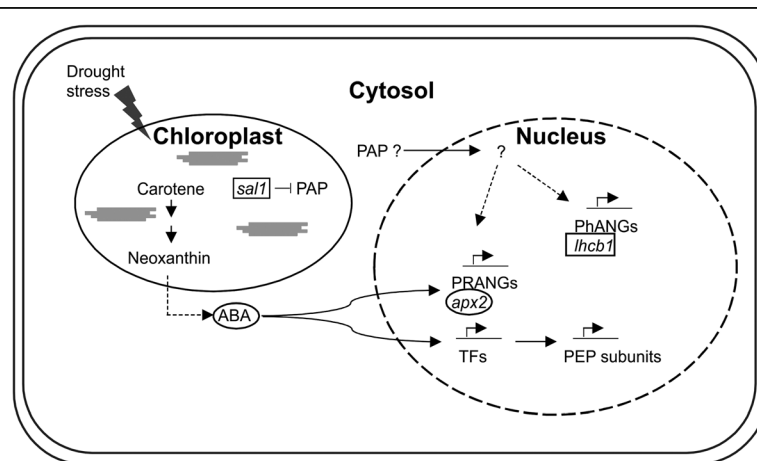 Drought
stress
Cytosol
Chloroplast
Nucleus
PAP ?
?
Carotene
sal1
PAP
PhANGs
lhcb1
Neoxanthin
PRANGs
apx2
ABA
TFs
PEP subunits